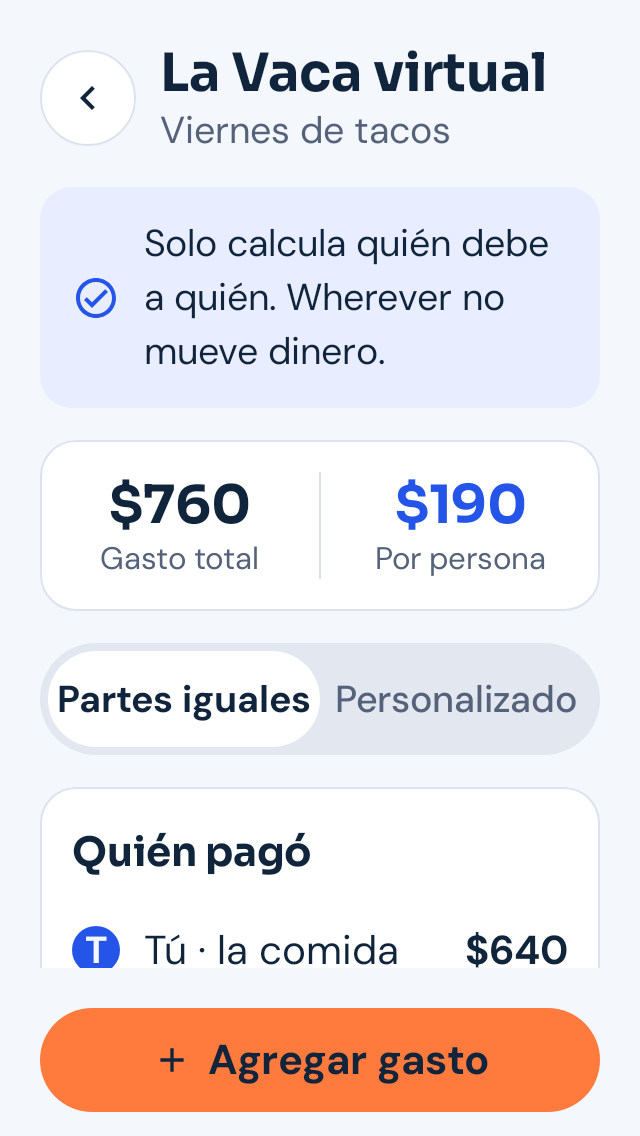 La Vaca virtual
Viernes de tacos
Solo calcula quién debe
a quién. Wherever no
mueve dinero.
$760
Gasto total
$190
Por persona
Partes iguales
Personalizado
Quién pagó
T Tú · la comida $640
+ Agregar gasto